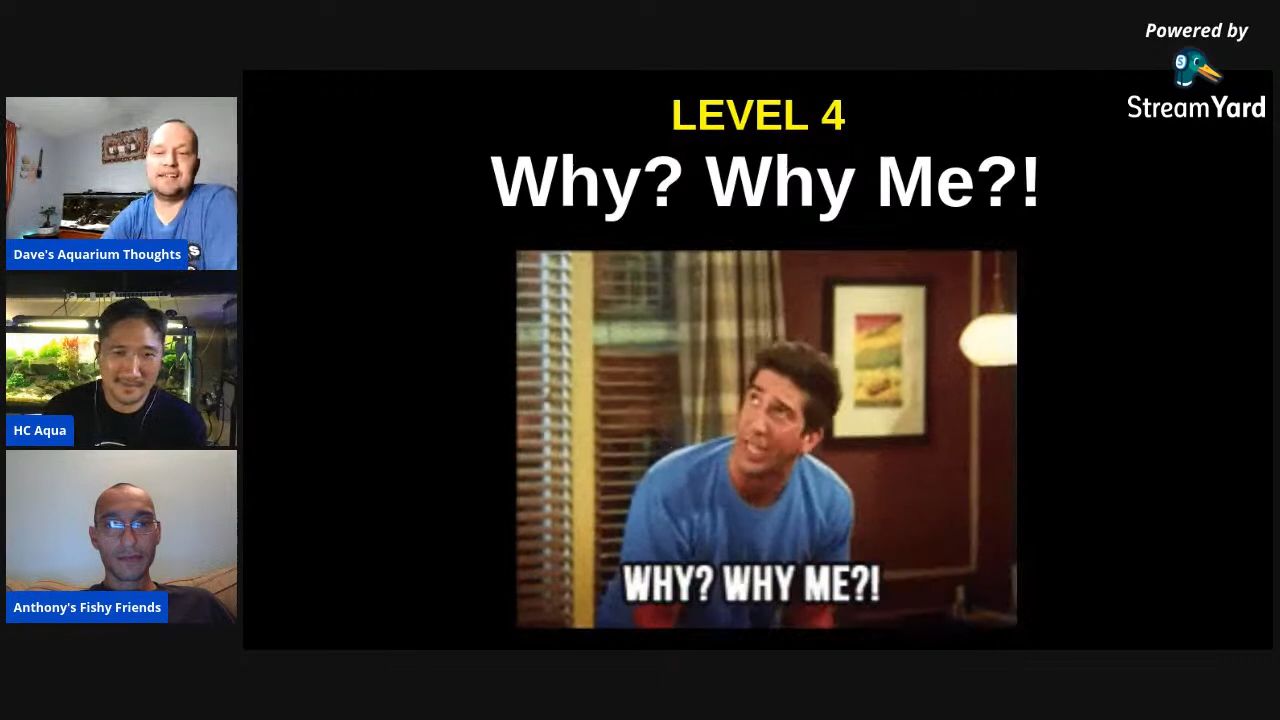 Powered by
StreamYard
LEVEL 4
Why? Why Me?!
WHY? WHY ME?!
Dave's Aquarium Thoughts
HC Aqua
Anthony's Fishy Friends